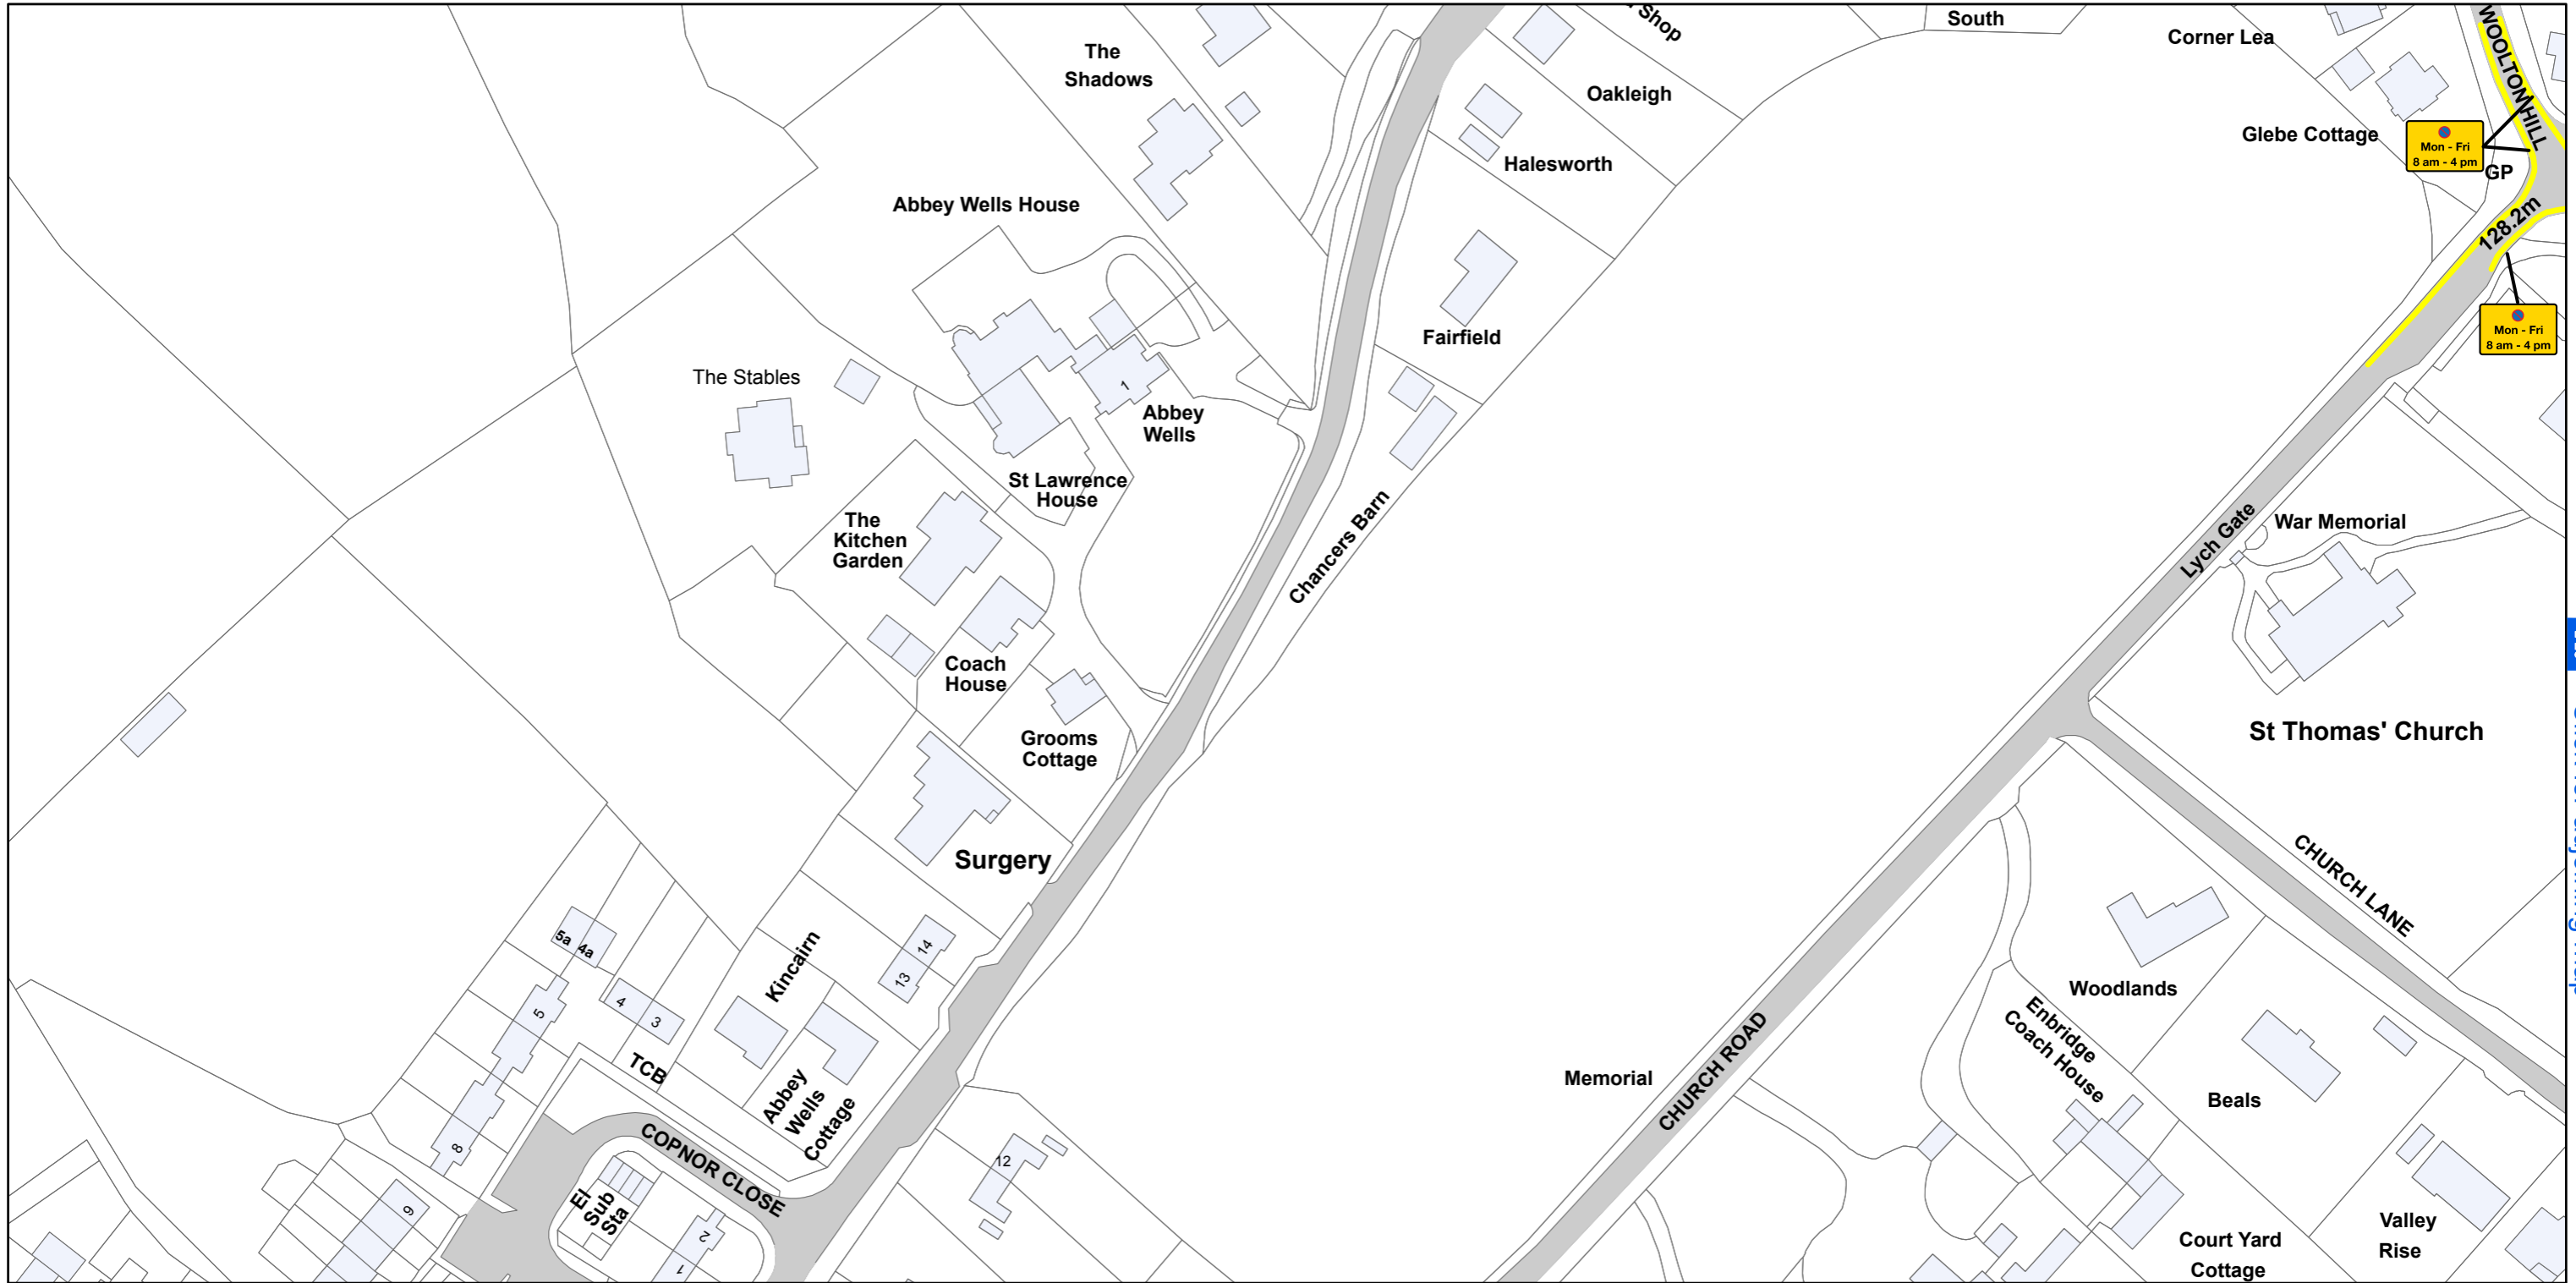 South
Shop
WOOLTON HILL
Corner Lea
The
Shadows
Oakleigh
Glebe Cottage
Mon - Fri
8 am - 4 pm
GP
Halesworth
Abbey Wells House
128.2m
Mon - Fri
8 am - 4 pm
Fairfield
The Stables
1
Abbey
Wells
St Lawrence
House
The
Kitchen
Garden
Chancers Barn
Lych Gate
War Memorial
Coach
House
Grooms
Cottage
St Thomas' Church
Surgery
CHURCH LANE
5a
4a
Kincairn
14
13
Woodlands
4
3
5
Enbridge
Coach House
TCB
Abbey
Wells
Cottage
Memorial
CHURCH ROAD
Beals
8
COPNOR CLOSE
12
El
Sub
Sta
9
2
1
Valley
Rise
Court Yard
Cottage